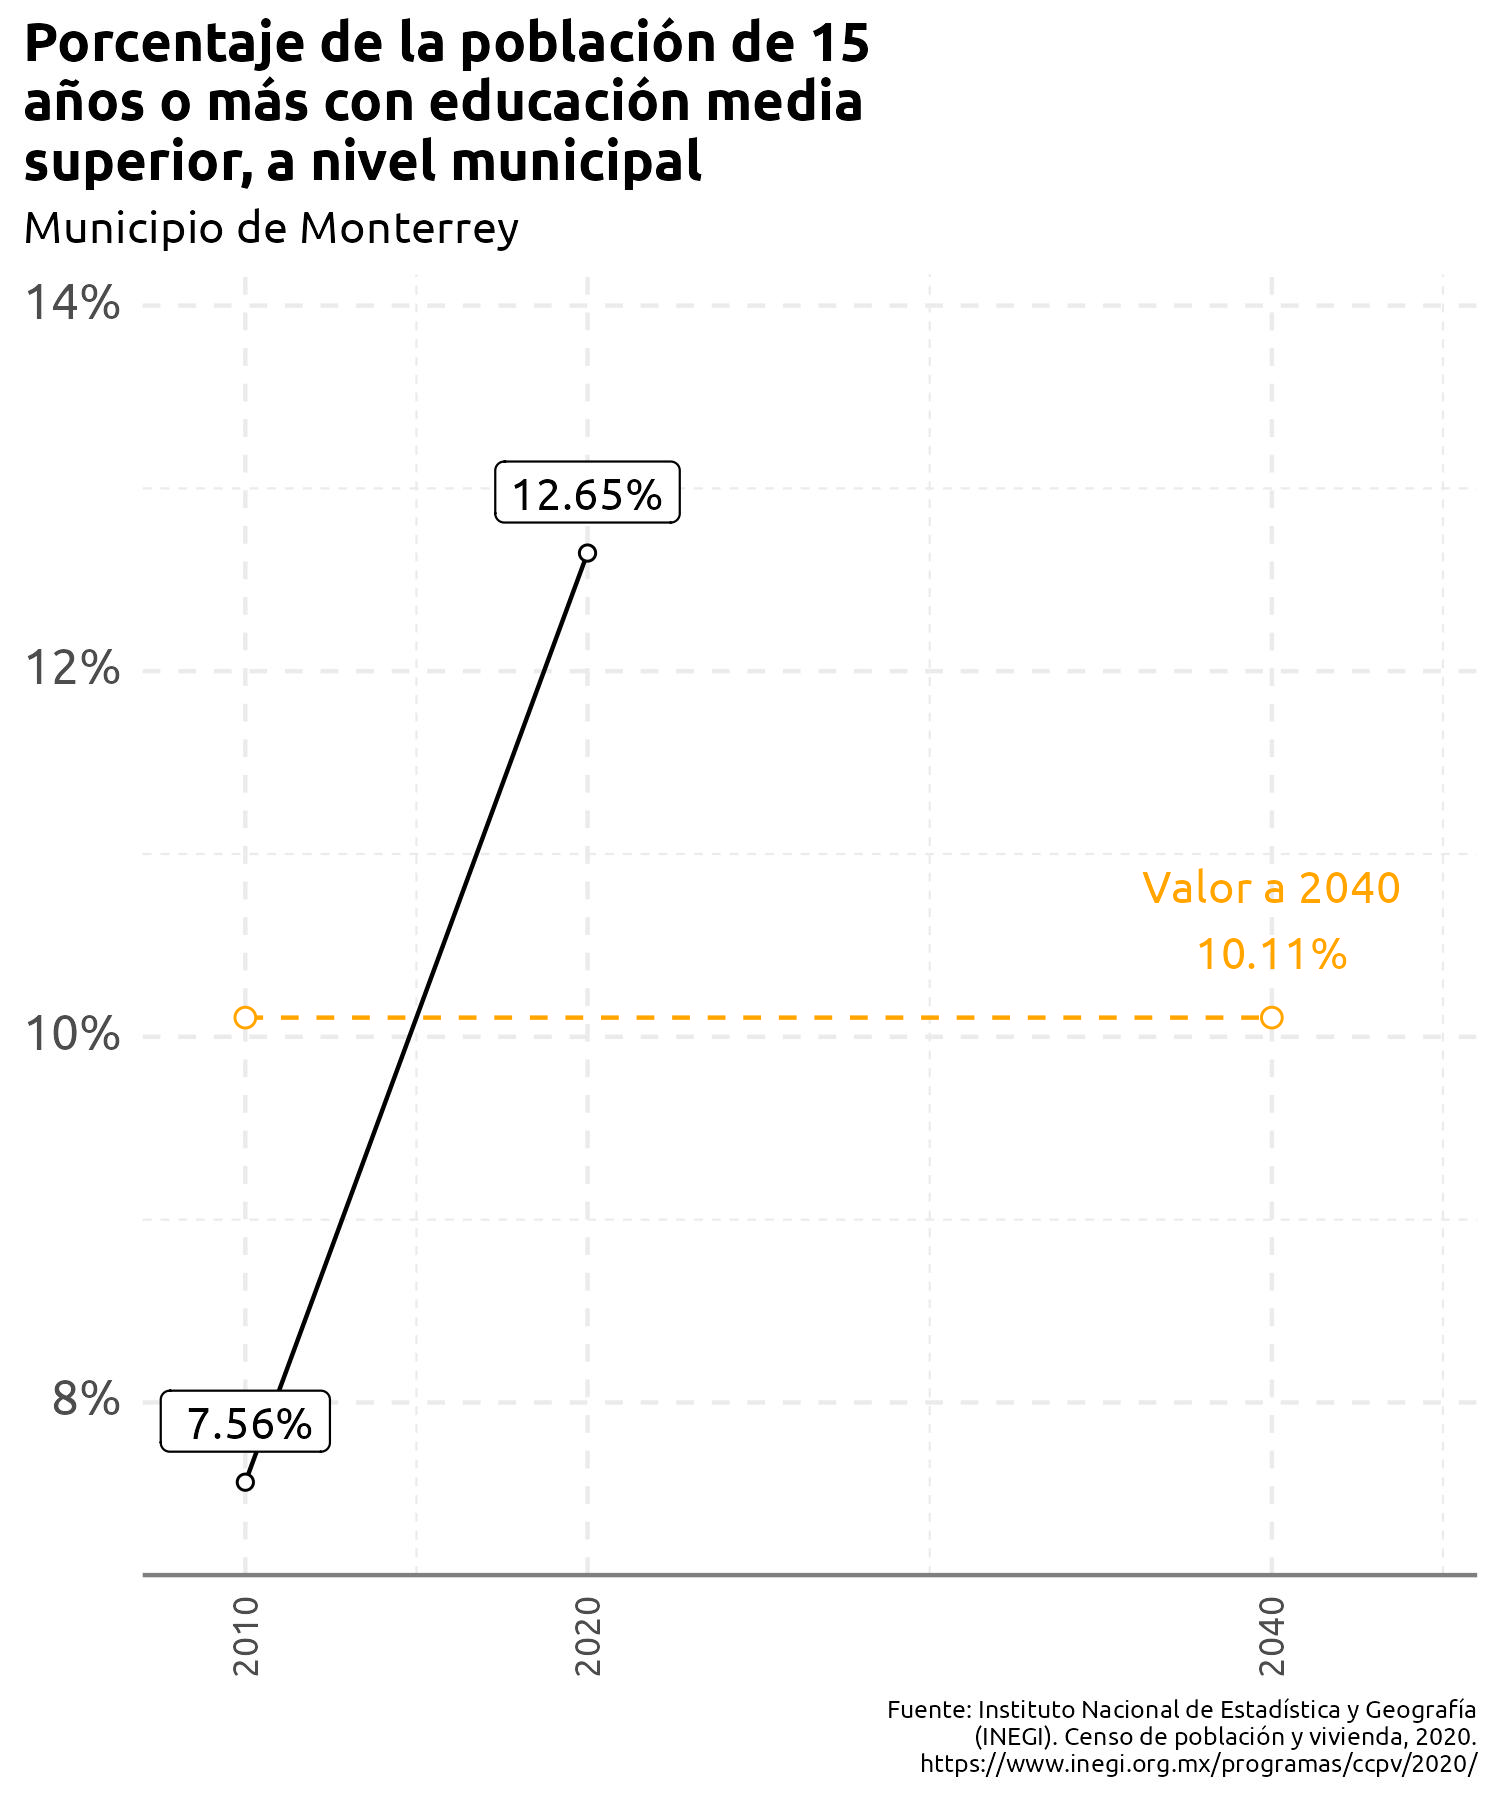 Porcentaje de la población de 15
años o más con educación media
superior, a nivel municipal
Municipio de Monterrey
14%
12.65%
12%
Valor a 2040
10.11%
10%
8%
7.56%
2010
2020
2040
Fuente: Instituto Nacional de Estadística y Geografía
(INEGI). Censo de población y vivienda, 2020.
https://www.inegi.org.mx/programas/ccpv/2020/